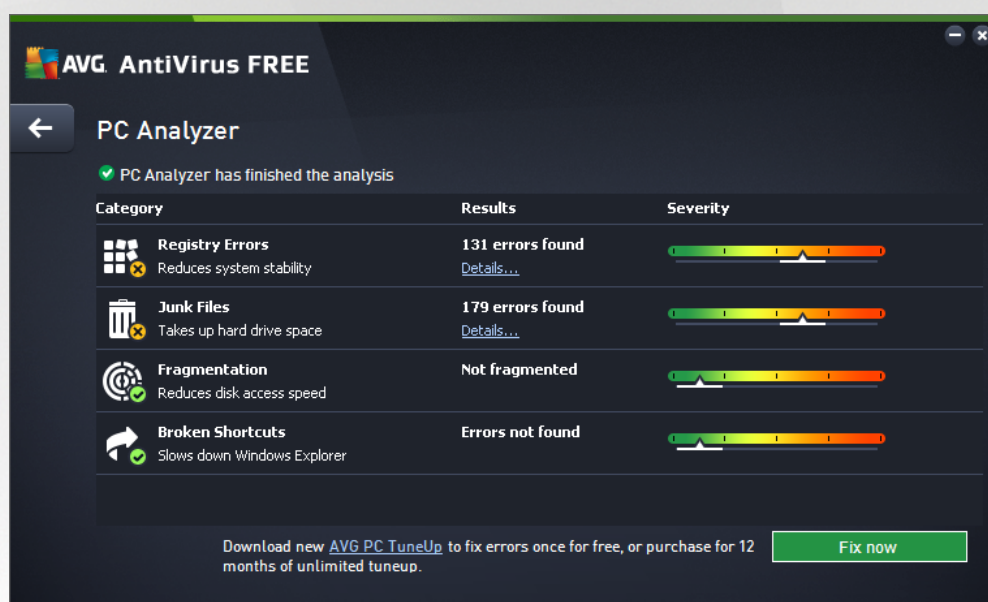 AVG. AntiVirus FREE
PC Analyzer
PC Analyzer has finished the analysis
Category Results Severity
Registry Errors 131 errors found
Reduces system stability Details...
Junk Files 179 errors found
Takes up hard drive space Details...
Fragmentation Not fragmented
Reduces disk access speed
Broken Shortcuts Errors not found
Slows down Windows Explorer
Download new AVG PC TuneUp to fix errors once for free, or purchase for 12 Fix now
months of unlimited tuneup.